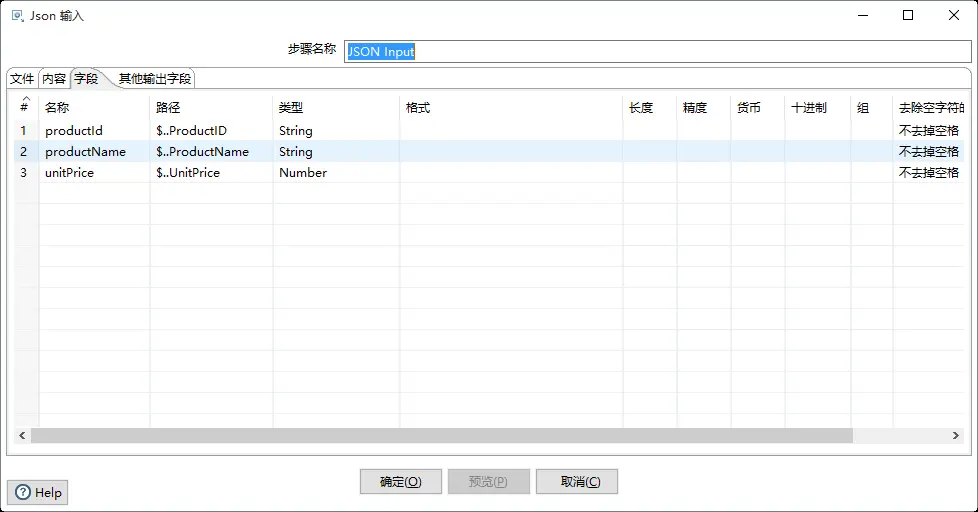 Json 输入
步骤名称 JSON Input
文件 内容 字段 其他输出字段
# 名称 路径 类型 格式 长度 精度 货币 十进制 组 去除空字符的
1 productId $..ProductID String 不去掉空格
2 productName $..ProductName String 不去掉空格
3 unitPrice $..UnitPrice Number 不去掉空格
确定(O) 预览(P) 取消(C)
Help